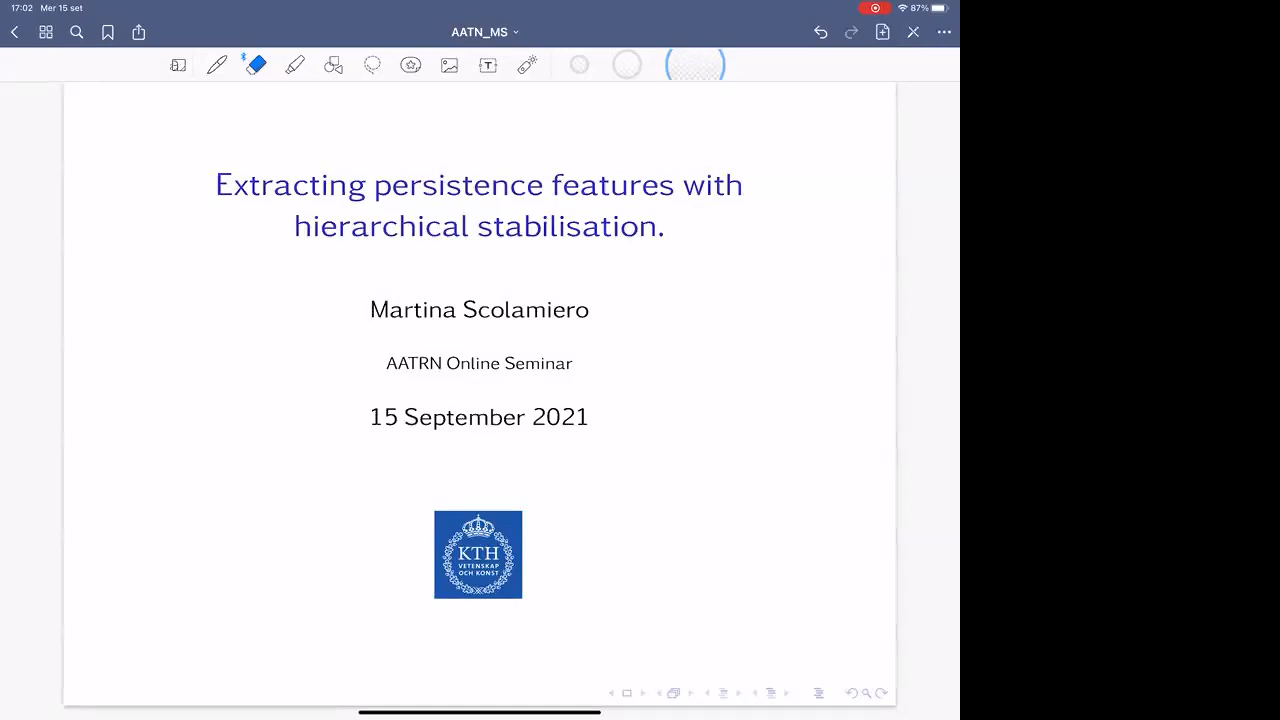 17:02 Mer 15 set
87%
AATN_MS
T
Extracting persistence features with
hierarchical stabilisation.
Martina Scolamiero
AATRN Online Seminar
15 September 2021
KTH
VETENSKAP
OCH KONST